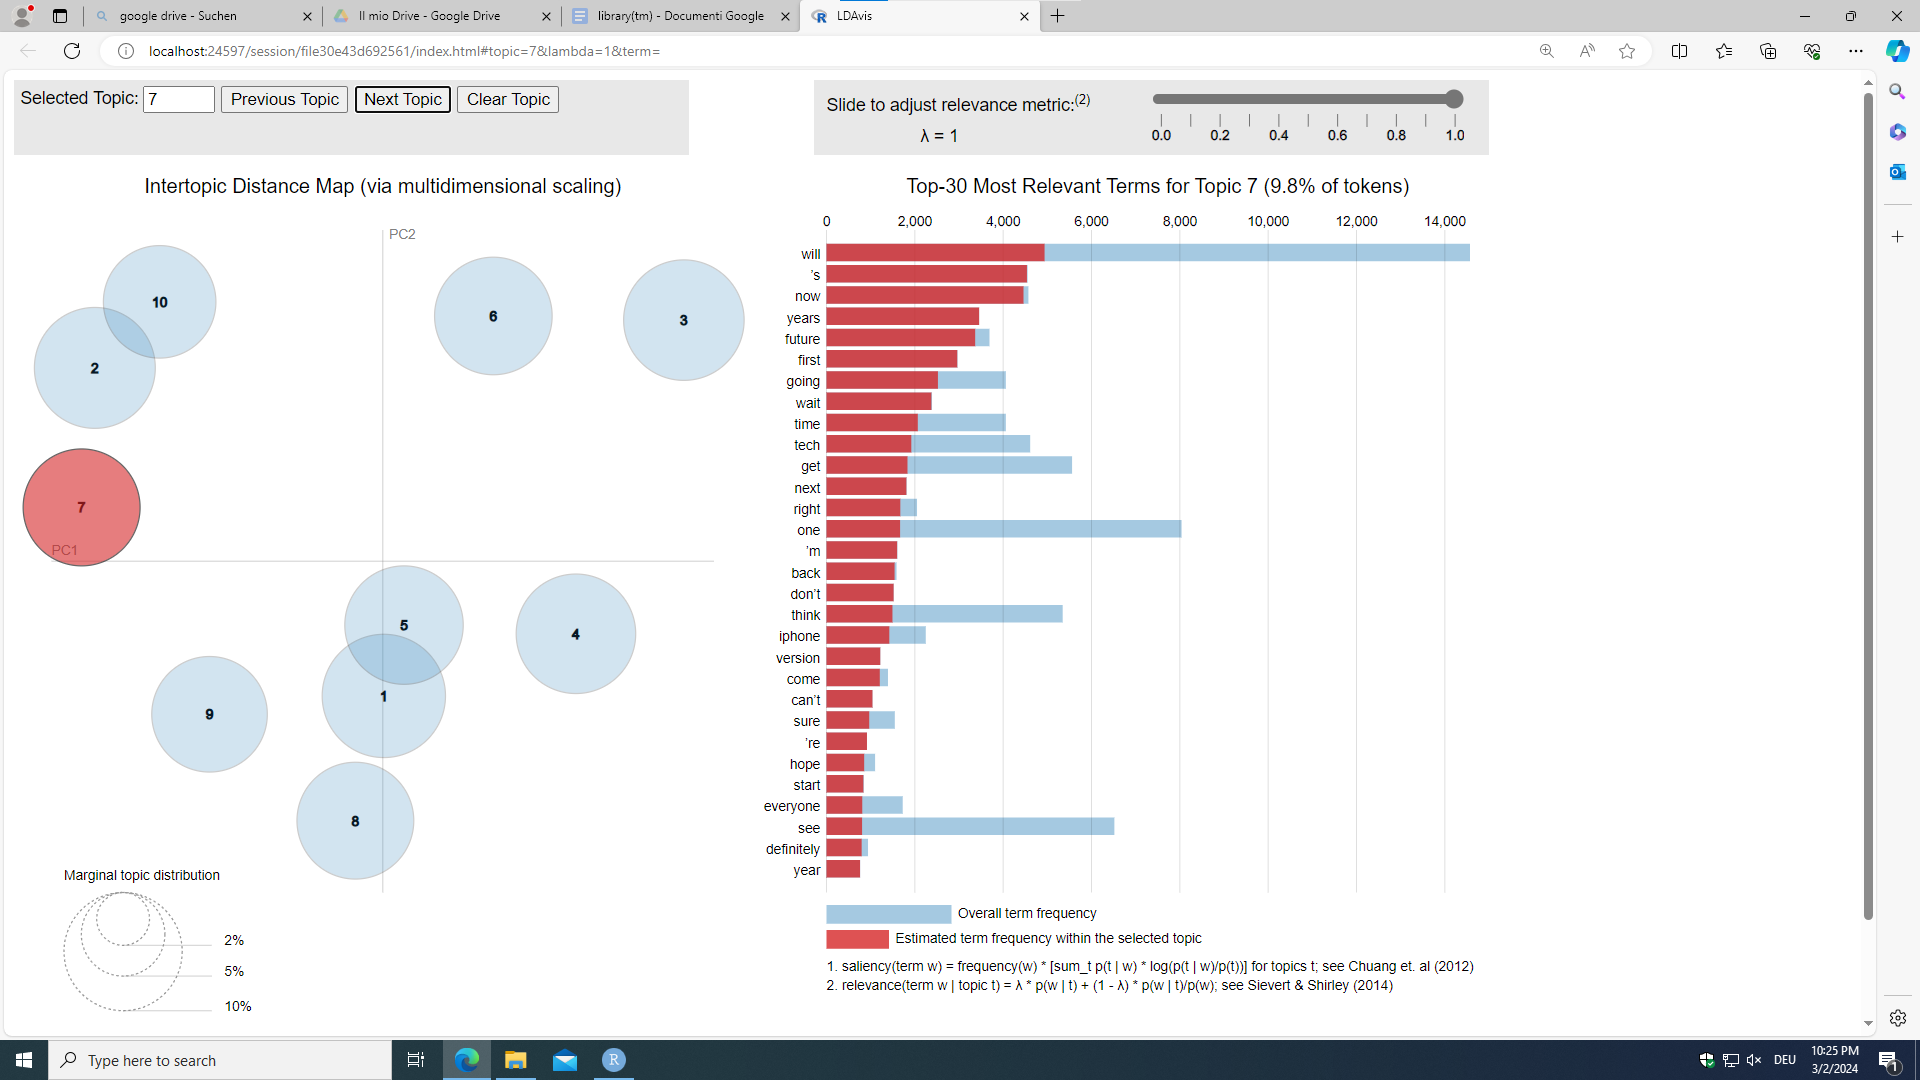 google drive - Suchen
Il mio Drive - Google Drive
library(tm) - Documenti Google
LDAvis
localhost:24597/session/file30e43d692561/index.html#topic=7&lambda=1&term=
Selected Topic: 7 Previous Topic Next Topic Clear Topic
Slide to adjust relevance metric:(2)
λ = 1
0.0 0.2 0.4 0.6 0.8 1.0
Intertopic Distance Map (via multidimensional scaling)
PC2
PC1
10
2
6
3
7
5
4
1
9
8
Marginal topic distribution
2%
5%
10%
Top-30 Most Relevant Terms for Topic 7 (9.8% of tokens)
0 2,000 4,000 6,000 8,000 10,000 12,000 14,000
will
’s
now
years
future
first
going
wait
time
tech
get
next
right
one
’m
back
don’t
think
iphone
version
come
can’t
sure
’re
hope
start
everyone
see
definitely
year
Overall term frequency
Estimated term frequency within the selected topic
1. saliency(term w) = frequency(w) * [sum_t p(t | w) * log(p(t | w)/p(t))] for topics t; see Chuang et. al (2012)
2. relevance(term w | topic t) = λ * p(w | t) + (1 - λ) * p(w | t)/p(w); see Sievert & Shirley (2014)
Type here to search
R
DEU
10:25 PM
3/2/2024
1